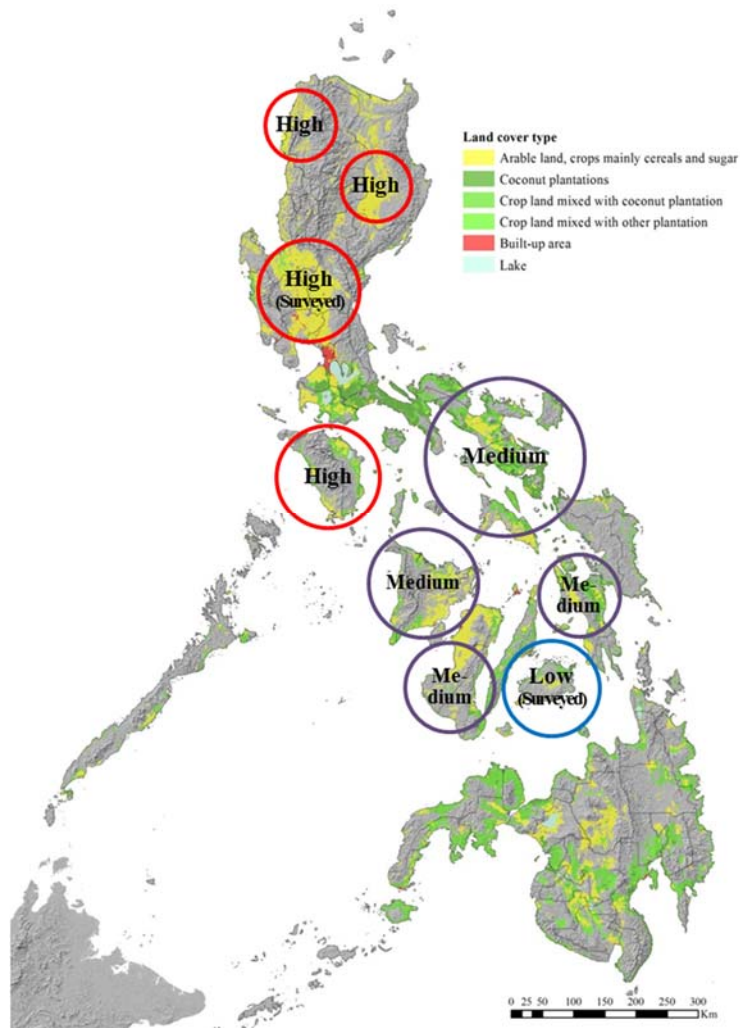 High
High
High
(Surveyed)
High
Medium
Medium
Me-
dium
Me-
dium
Low
(Surveyed)
Land cover type
Arable land, crops mainly cereals and sugar
Coconut plantations
Crop land mixed with coconut plantation
Crop land mixed with other plantation
Built-up area
Lake
0 25 50 100 150 200 250 300
Km